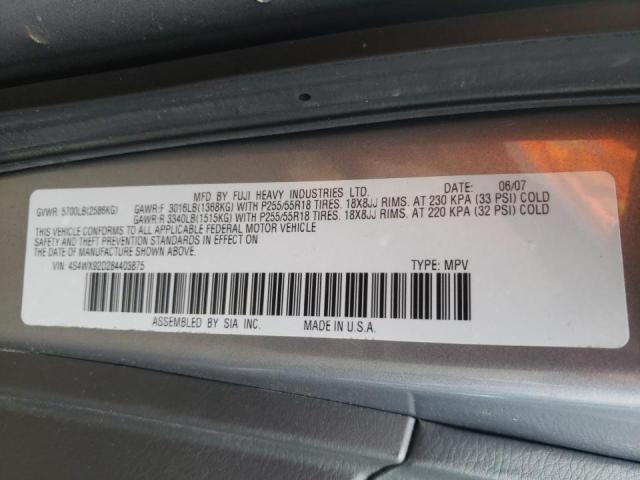 MFD. BY FUJI HEAVY INDUSTRIES LTD. DATE: 06/07
GVWR: 5700LB(2586KG) GAWR:F 3016LB(1368KG) WITH P255/55R18 TIRES. 18X8JJ RIMS. AT 230 KPA (33 PSI) COLD
GAWR:R 3340LB(1515KG) WITH P255/55R18 TIRES. 18X8JJ RIMS. AT 220 KPA (32 PSI) COLD
THIS VEHICLE CONFORMS TO ALL APPLICABLE FEDERAL MOTOR VEHICLE
SAFETY AND THEFT PREVENTION STANDARDS IN EFFECT ON
THE DATE OF MANUFACTURE SHOWN ABOVE.
VIN: 4S4WX92D284403875 TYPE: MPV
ASSEMBLED BY SIA INC. MADE IN U.S.A.